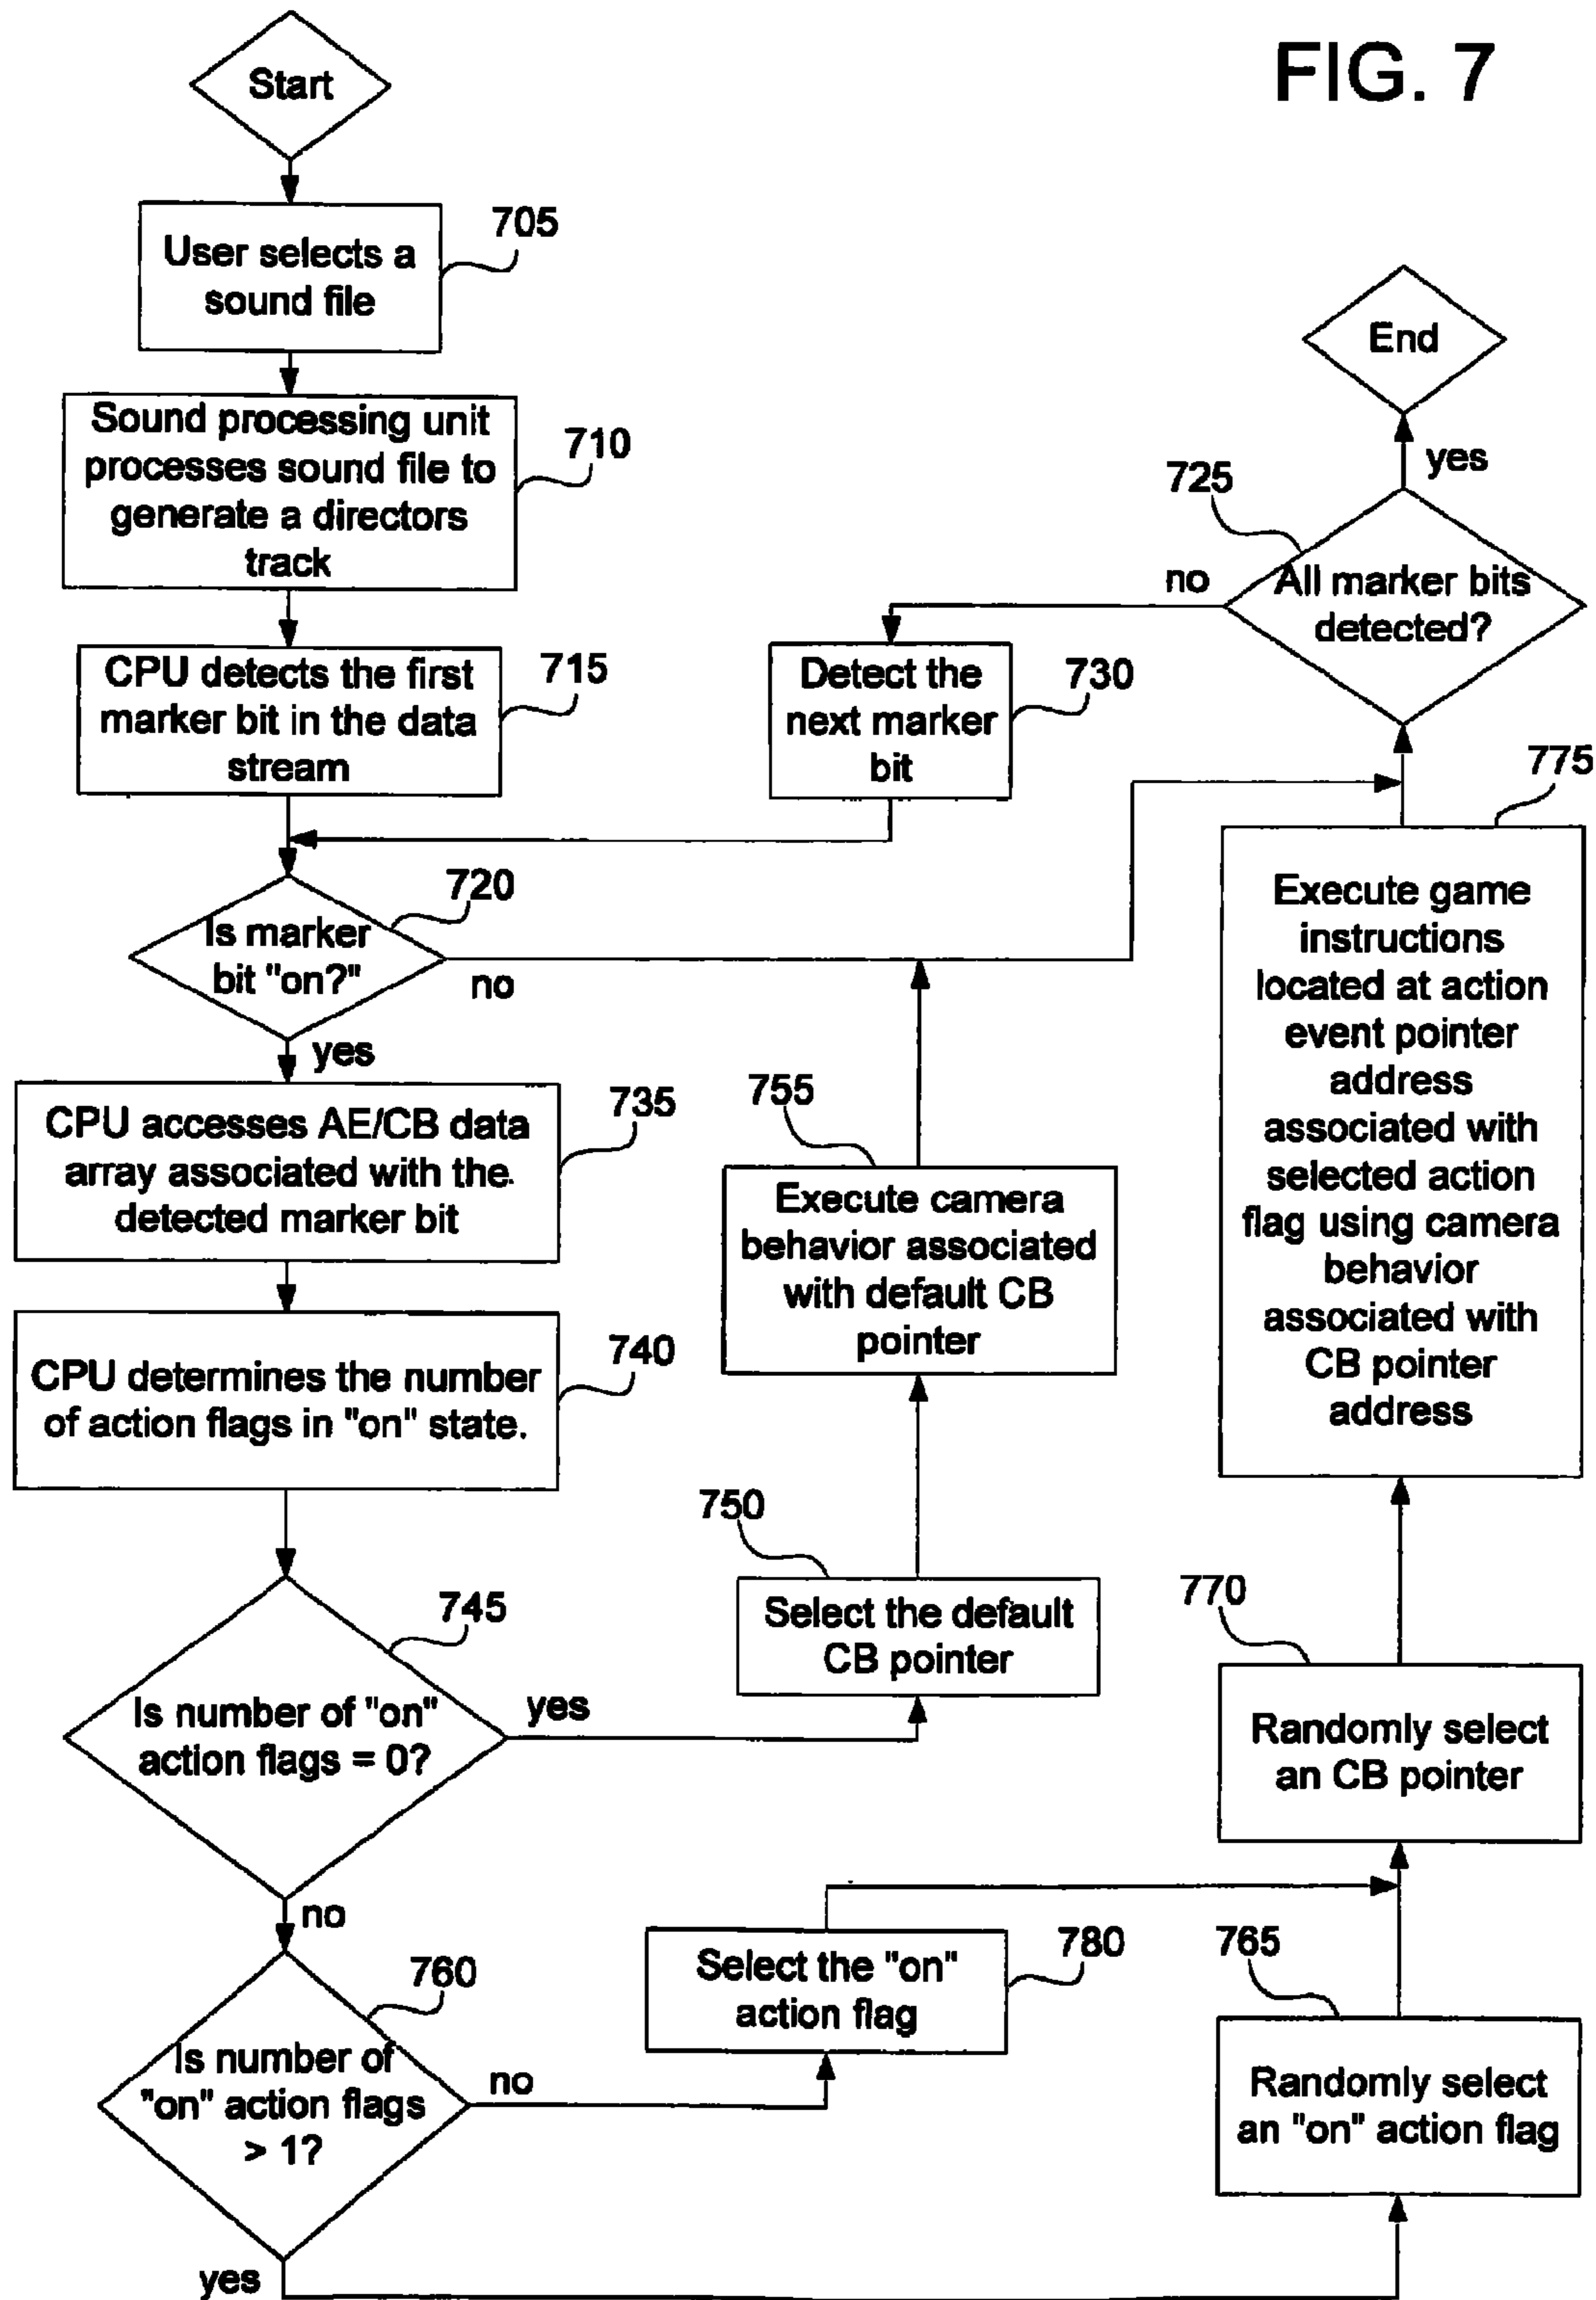 FIG. 7
Start
705
User selects a
sound file
710
Sound processing unit
processes sound file to
generate a directors
track
715
CPU detects the first
marker bit in the data
stream
720
Is marker
bit "on?"
no
yes
735
CPU accesses AE/CB data
array associated with the
detected marker bit
740
CPU determines the number
of action flags in "on" state.
745
Is number of "on"
action flags = 0?
yes
no
750
Select the default
CB pointer
755
Execute camera
behavior associated
with default CB
pointer
760
Is number of
"on" action flags
> 1?
no
yes
780
Select the "on"
action flag
765
Randomly select
an "on" action flag
770
Randomly select
an CB pointer
775
Execute game
instructions
located at action
event pointer
address
associated with
selected action
flag using camera
behavior
associated with
CB pointer
address
725
All marker bits
detected?
no
yes
730
Detect the
next marker
bit
End